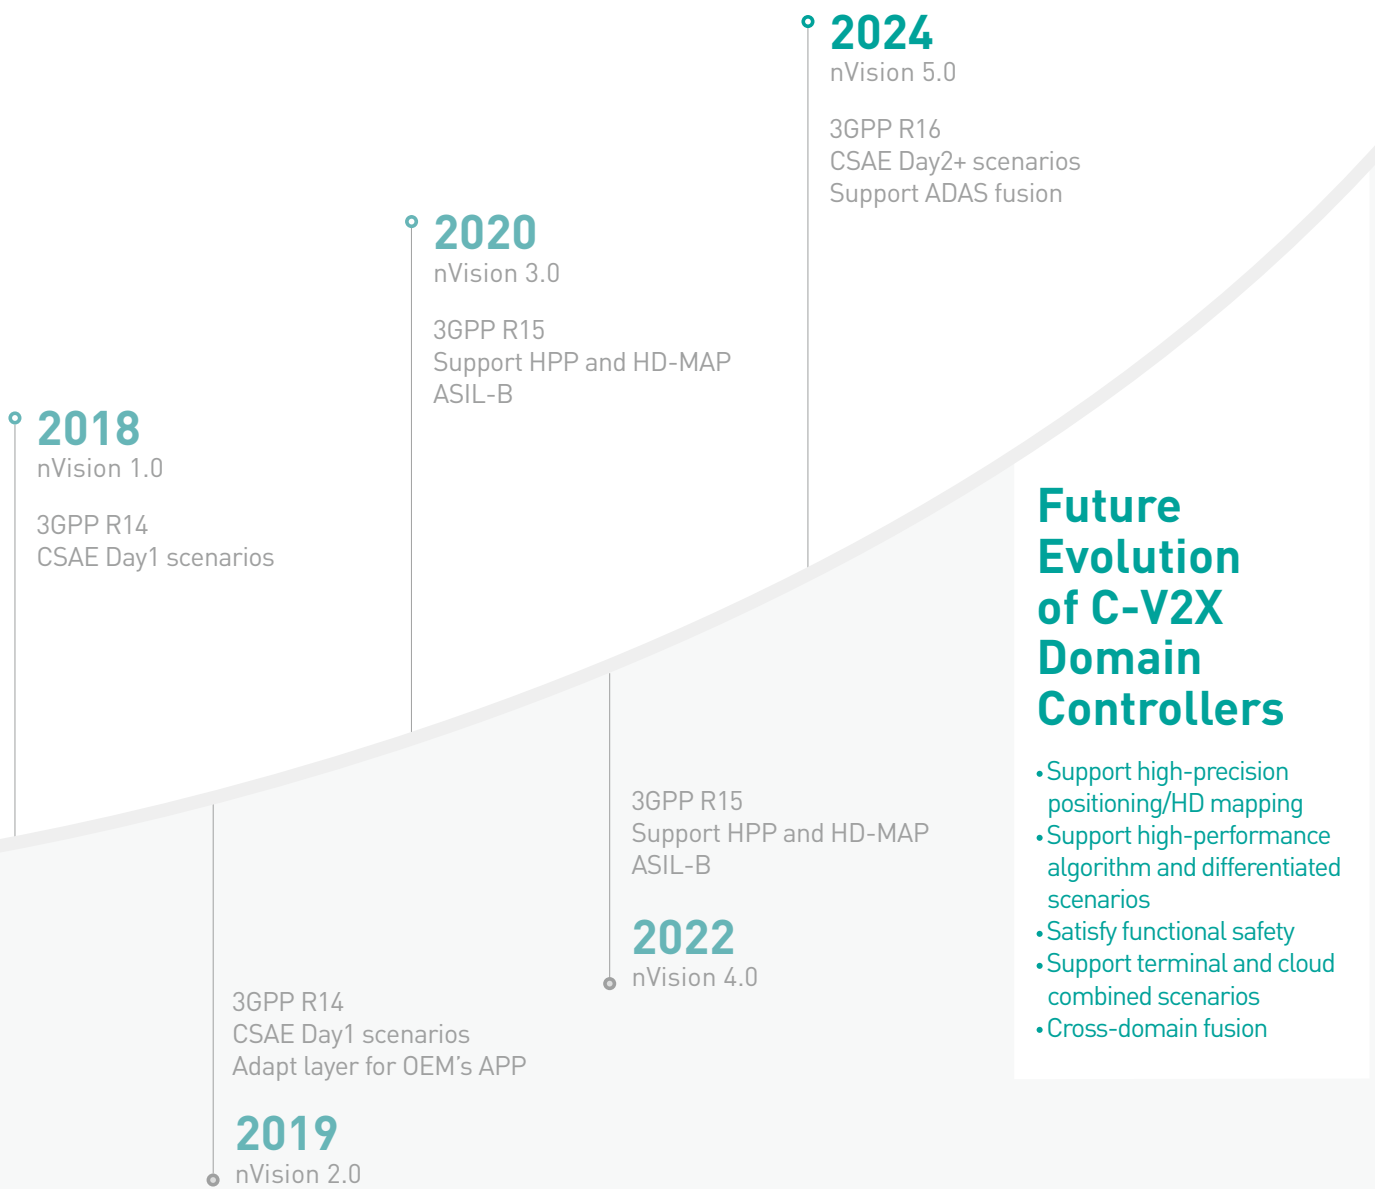 2024
nVision 5.0
3GPP R16
CSAE Day2+ scenarios
Support ADAS fusion
2020
nVision 3.0
3GPP R15
Support HPP and HD-MAP
ASIL-B
2018
nVision 1.0
3GPP R14
CSAE Day1 scenarios
3GPP R15
Support HPP and HD-MAP
ASIL-B
2022
nVision 4.0
3GPP R14
CSAE Day1 scenarios
Adapt layer for OEM’s APP
2019
nVision 2.0
Future
Evolution
of C-V2X
Domain
Controllers
•Support high-precision
positioning/HD mapping
•Support high-performance
algorithm and differentiated
scenarios
•Satisfy functional safety
•Support terminal and cloud
combined scenarios
•Cross-domain fusion